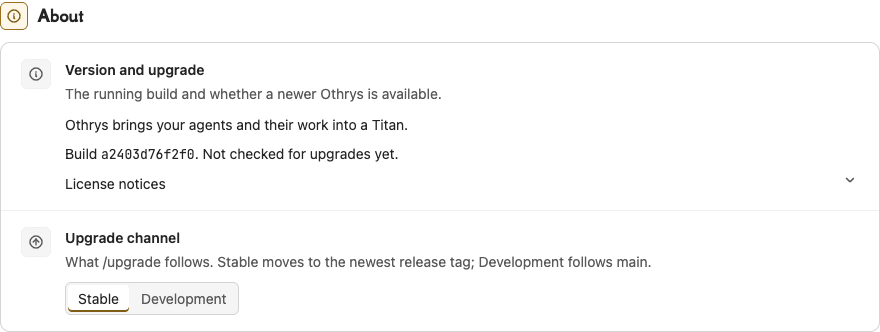 About
Version and upgrade
The running build and whether a newer Othrys is available.
Othrys brings your agents and their work into a Titan.
Build a2403d76f2f0. Not checked for upgrades yet.
License notices
Upgrade channel
What /upgrade follows. Stable moves to the newest release tag; Development follows main.
Stable Development